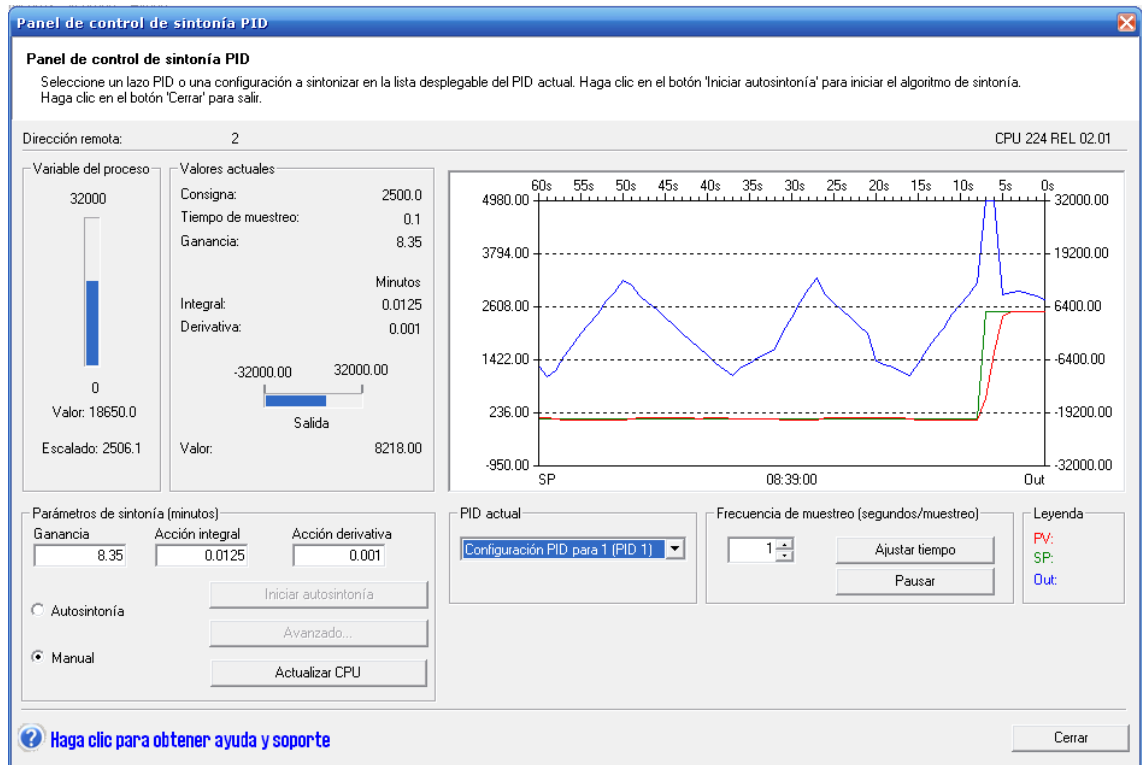 Panel de control de sintonía PID
Panel de control de sintonía PID
Seleccione un lazo PID o una configuración a sintonizar en la lista desplegable del PID actual. Haga clic en el botón 'Iniciar autosintonía' para iniciar el algoritmo de sintonía.
Haga clic en el botón 'Cerrar' para salir.
Dirección remota: 2 CPU 224 REL 02.01
Variable del proceso
32000
0
Valor: 18650.0
Escalado: 2506.1
Valores actuales
Consigna: 2500.0
Tiempo de muestreo: 0.1
Ganancia: 8.35
Minutos
Integral: 0.0125
Derivativa: 0.001
-32000.00 32000.00
Salida
Valor: 8218.00
60s 55s 50s 45s 40s 35s 30s 25s 20s 15s 10s 5s 0s
4980.00 32000.00
3794.00 19200.00
2608.00 6400.00
1422.00 -6400.00
236.00 -19200.00
-950.00 -32000.00
SP 08:39:00 Out
Parámetros de sintonía (minutos)
Ganancia Acción integral Acción derivativa
8.35 0.0125 0.001
Autosintonía
Manual
Iniciar autosintonía
Avanzado...
Actualizar CPU
PID actual
Configuración PID para 1 (PID 1)
Frecuencia de muestreo (segundos/muestreo)
1
Ajustar tiempo
Pausar
Leyenda
PV:
SP:
Out:
Haga clic para obtener ayuda y soporte
Cerrar